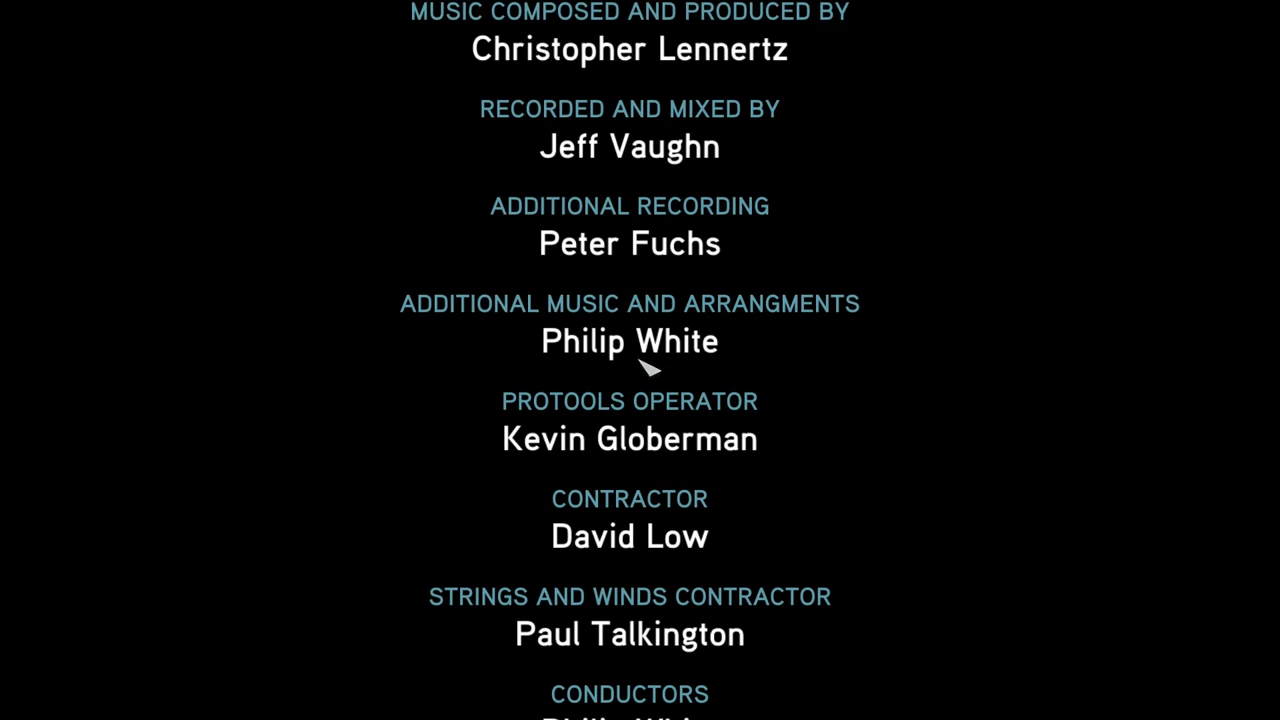 MUSIC COMPOSED AND PRODUCED BY
Christopher Lennertz
RECORDED AND MIXED BY
Jeff Vaughn
ADDITIONAL RECORDING
Peter Fuchs
ADDITIONAL MUSIC AND ARRANGMENTS
Philip White
PROTOOLS OPERATOR
Kevin Globerman
CONTRACTOR
David Low
STRINGS AND WINDS CONTRACTOR
Paul Talkington
CONDUCTORS